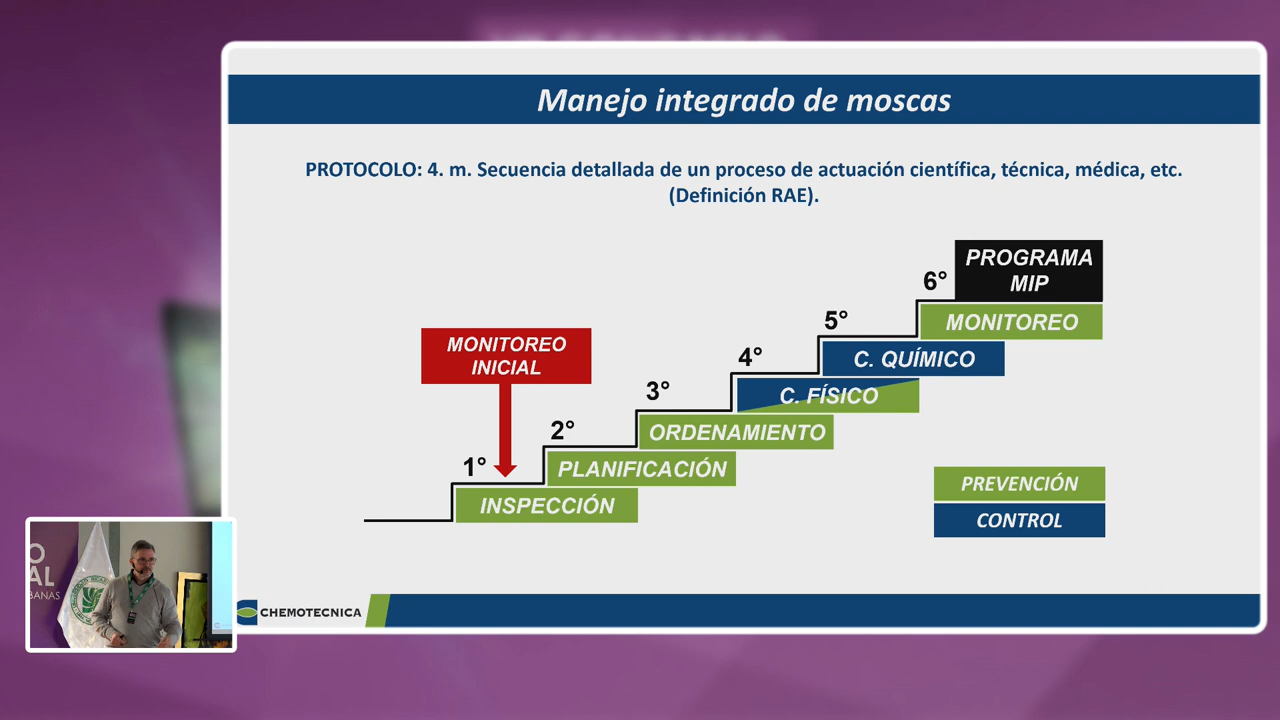 Manejo integrado de moscas
PROTOCOLO: 4. m. Secuencia detallada de un proceso de actuación científica, técnica, médica, etc.
(Definición RAE).
PROGRAMA
MIP
6°
MONITOREO
5°
C. QUÍMICO
4°
C. FÍSICO
3°
ORDENAMIENTO
MONITOREO
INICIAL
2°
PLANIFICACIÓN
1°
INSPECCIÓN
PREVENCIÓN
CONTROL
CHEMOTECNICA
O
AL
BANAS